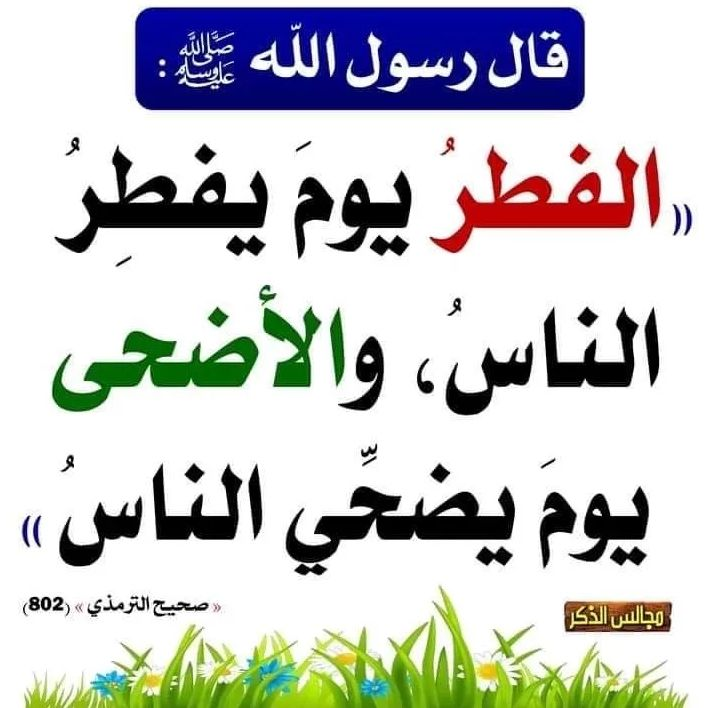 قال رسول الله ﷺ :
« الفطرُ يومَ يفطِرُ
الناسُ، والأضحى
يومَ يضحِّي الناسُ »
« صحيح الترمذي » (802)
مجالس الذكر